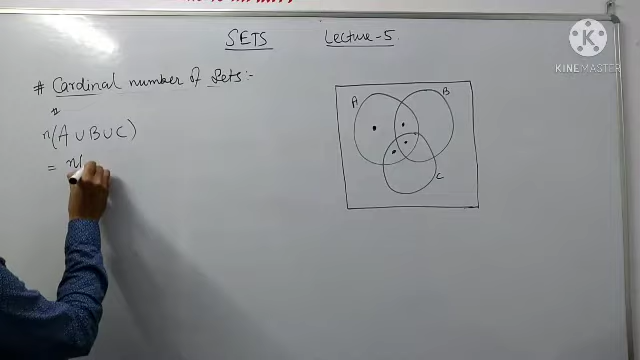 SETS Lecture-5.
# Cardinal number of Sets:-
n
n(A ∪ B ∪ C)
= n(
A
B
C
KINEMASTER